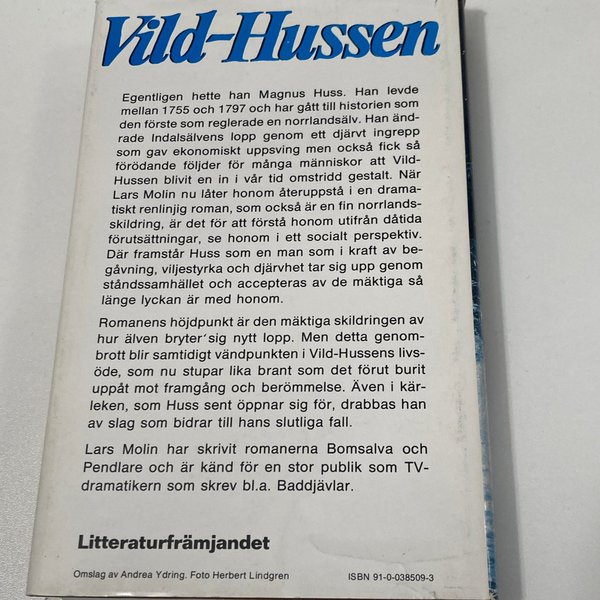 Vild-Hussen
Egentligen hette han Magnus Huss. Han levde
mellan 1755 och 1797 och har gått till historien som
den förste som reglerade en norrlandsälv. Han änd-
rade Indalsälvens lopp genom ett djärvt ingrepp
som gav ekonomiskt uppsving men också fick så
förödande följder för många människor att Vild-
Hussen blivit en in i vår tid omstridd gestalt. När
Lars Molin nu låter honom återuppstå i en drama-
tiskt renlinjig roman, som också är en fin norrlands-
skildring, är det för att förstå honom utifrån dåtida
förutsättningar, se honom i ett socialt perspektiv.
Där framstår Huss som en man som i kraft av be-
gåvning, viljestyrka och djärvhet tar sig upp genom
ståndssamhället och accepteras av de mäktiga så
länge lyckan är med honom.
Romanens höjdpunkt är den mäktiga skildringen av
hur älven bryter sig nytt lopp. Men detta genom-
brott blir samtidigt vändpunkten i Vild-Hussens livs-
öde, som nu stupar lika brant som det förut burit
uppåt mot framgång och berömmelse. Även i kär-
leken, som Huss sent öppnar sig för, drabbas han
av slag som bidrar till hans slutliga fall.
Lars Molin har skrivit romanerna Bomsalva och
Pendlare och är känd för en stor publik som TV-
dramatikern som skrev bl.a. Baddjävlar.
Litteraturfrämjandet
Omslag av Andrea Ydring. Foto Herbert Lindgren
ISBN 91-0-038509-3